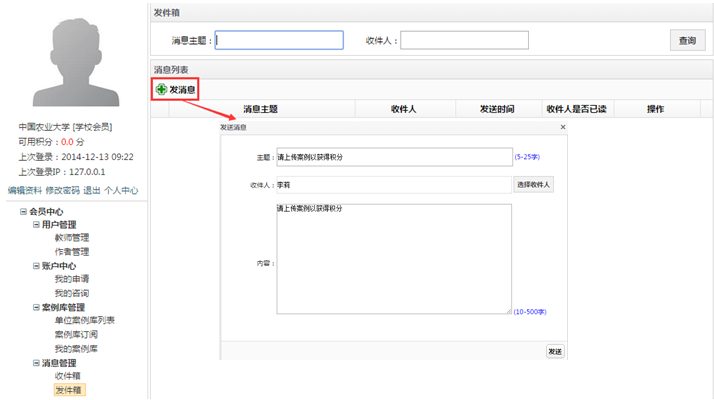 中国农业大学 [学校会员]
可用积分：0.0 分
上次登录：2014-12-13 09:22
上次登录IP：127.0.0.1
编辑资料 修改密码 退出 个人中心
会员中心
用户管理
教师管理
作者管理
账户中心
我的申请
我的咨询
案例库管理
单位案例库列表
案例库订阅
我的案例库
消息管理
收件箱
发件箱
发件箱
消息主题： 收件人： 查询
消息列表
发消息
消息主题 收件人 发送时间 收件人是否已读 操作
发送消息 ×
主题： 请上传案例以获得积分 (5-25字)
收件人： 李莉 选择收件人
请上传案例以获得积分
内容：
(10-500字)
发送